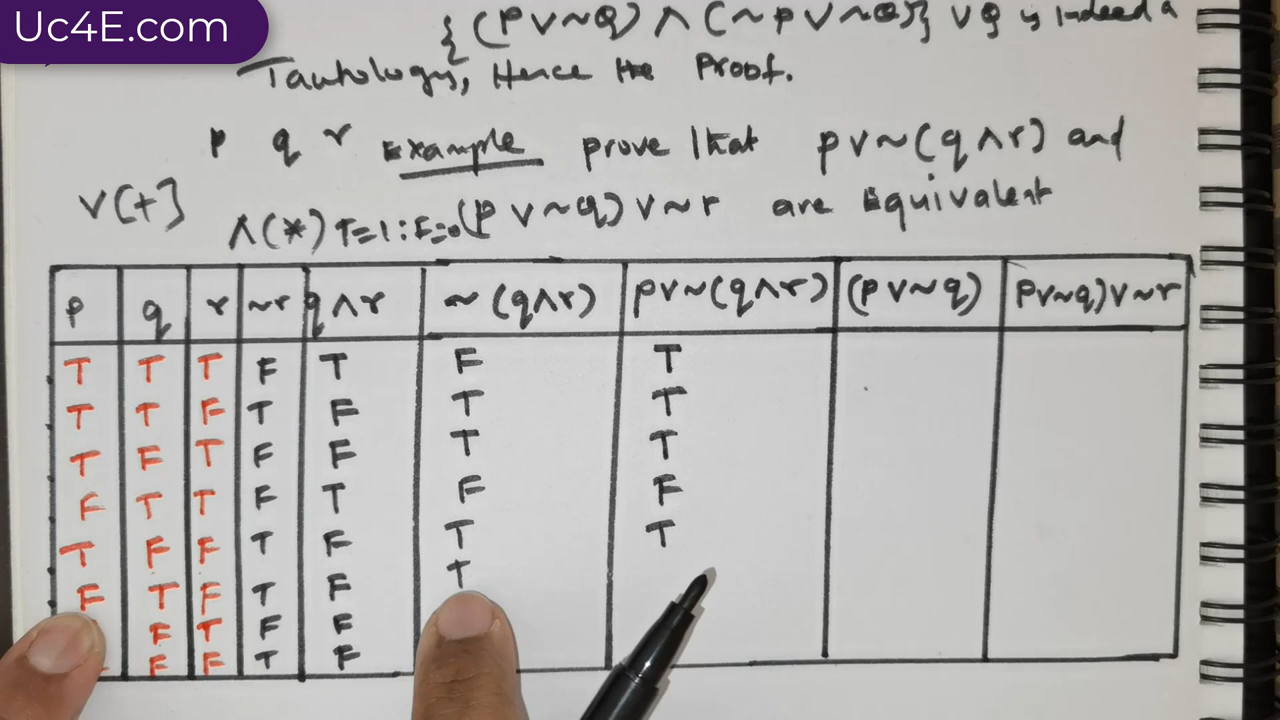 Uc4E.com
{(p∨~q) ∧ (~p∨~q)} ∨ q is Indeed a
Tautology, Hence the Proof.
p q r Example prove that p∨~(q∧r) and
∨(+) ∧(*) T=1:F=0 (p∨~q)∨~r are Equivalent
p q r ~r q∧r ~(q∧r) p∨~(q∧r) (p∨~q) p∨~q)∨~r
T T T F T F T
T T F T F T T
T F T F F T T
F T T F T F F
T F F T F T T
F T F T F T
F T F F
F F T F